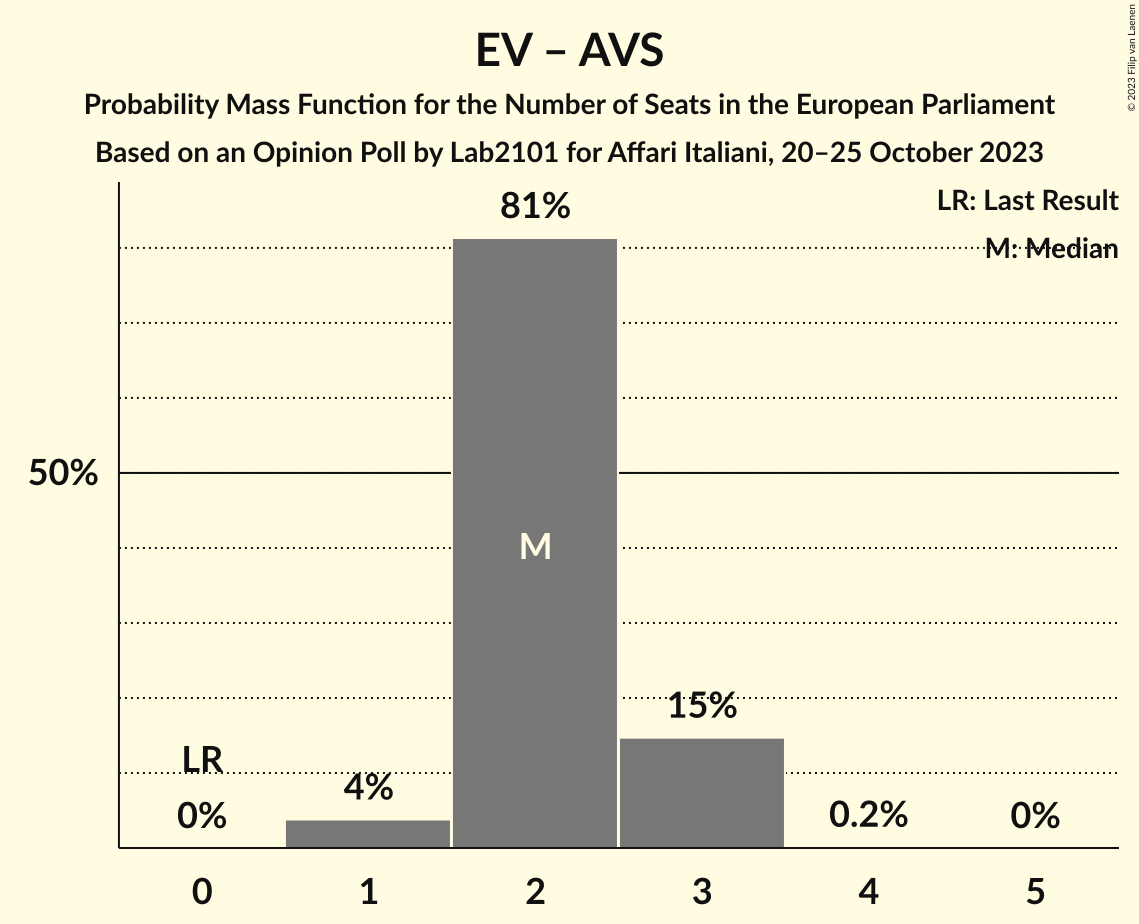 EV – AVS
Probability Mass Function for the Number of Seats in the European Parliament
Based on an Opinion Poll by Lab2101 for Affari Italiani, 20–25 October 2023
© 2023 Filip van Laenen
LR: Last Result
M: Median
81%
50%
M
15%
LR
4%
0%
0.2%
0%
0 1 2 3 4 5